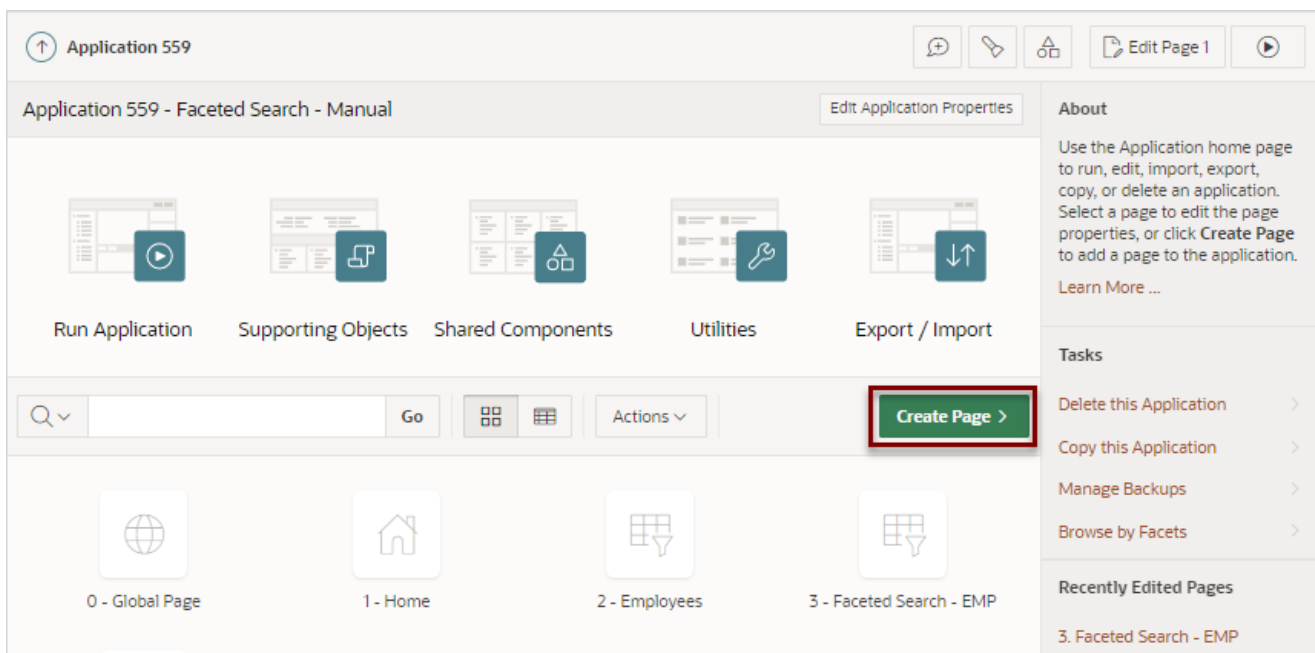 Application 559
Edit Page 1
Application 559 - Faceted Search - Manual
Edit Application Properties
Run Application
Supporting Objects
Shared Components
Utilities
Export / Import
Go
Actions
Create Page >
0 - Global Page
1 - Home
2 - Employees
3 - Faceted Search - EMP
About
Use the Application home page
to run, edit, import, export,
copy, or delete an application.
Select a page to edit the page
properties, or click Create Page
to add a page to the application.
Learn More ...
Tasks
Delete this Application
Copy this Application
Manage Backups
Browse by Facets
Recently Edited Pages
3. Faceted Search - EMP